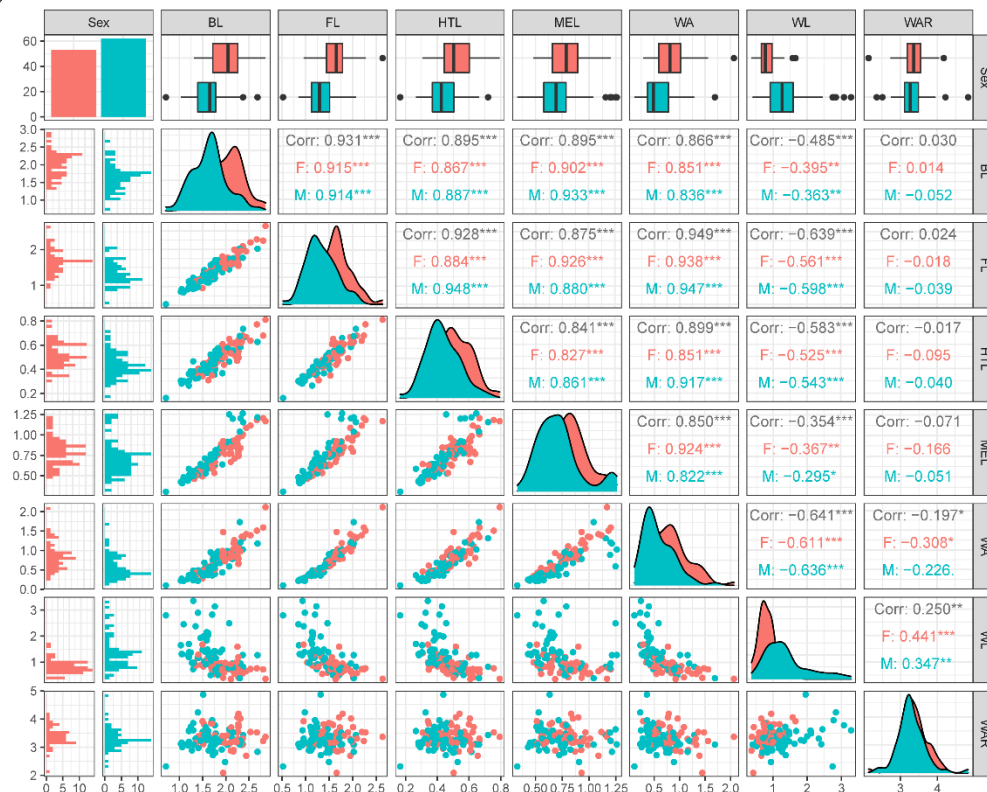 Sex BL FL HTL MEL WA WL WAR
60
40
20
0
Sex
3.0
2.5
2.0
1.5
1.0
Corr: 0.931*** Corr: 0.895*** Corr: 0.895*** Corr: 0.866*** Corr: −0.485*** Corr: 0.030
F: 0.915*** F: 0.867*** F: 0.902*** F: 0.851*** F: −0.395** F: 0.014
M: 0.914*** M: 0.887*** M: 0.933*** M: 0.836*** M: −0.363** M: −0.052
BL
2
1
Corr: 0.928*** Corr: 0.875*** Corr: 0.949*** Corr: −0.639*** Corr: 0.024
F: 0.884*** F: 0.926*** F: 0.938*** F: −0.561*** F: −0.018
M: 0.948*** M: 0.880*** M: 0.947*** M: −0.598*** M: −0.039
FL
0.8
0.6
0.4
0.2
Corr: 0.841*** Corr: 0.899*** Corr: −0.583*** Corr: −0.017
F: 0.827*** F: 0.851*** F: −0.525*** F: −0.095
M: 0.861*** M: 0.917*** M: −0.543*** M: −0.040
HTL
1.25
1.00
0.75
0.50
Corr: 0.850*** Corr: −0.354*** Corr: −0.071
F: 0.924*** F: −0.367** F: −0.166
M: 0.822*** M: −0.295* M: −0.051
MEL
2.0
1.5
1.0
0.5
0.0
Corr: −0.641*** Corr: −0.197*
F: −0.611*** F: −0.308*
M: −0.636*** M: −0.226.
WA
3
2
1
Corr: 0.250**
F: 0.441***
M: 0.347**
WL
5
4
3
2
WAR
0 5 10 0 5 10 1.0 1.5 2.0 2.5 0.5 1.0 1.5 2.0 2.5 0.2 0.4 0.6 0.8 0.50 0.75 1.00 1.25 0.0 0.5 1.0 1.5 2.0 1 2 3 3 4